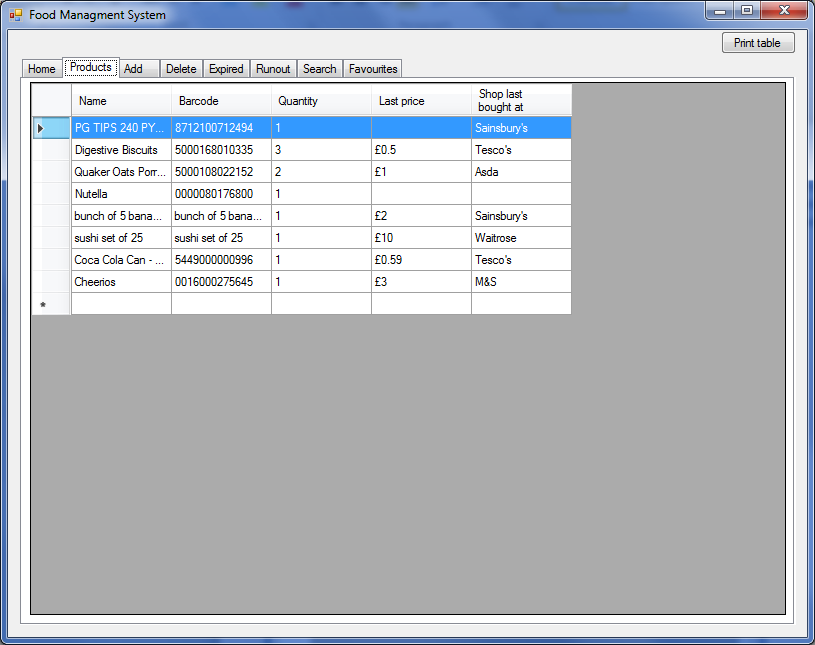 Food Managment System
Print table
Home Products Add Delete Expired Runout Search Favourites
Name Barcode Quantity Last price Shop last bought at
PG TIPS 240 PY... 8712100712494 1 Sainsbury's
Digestive Biscuits 5000168010335 3 £0.5 Tesco's
Quaker Oats Porr... 5000108022152 2 £1 Asda
Nutella 0000080176800 1
bunch of 5 bana... bunch of 5 bana... 1 £2 Sainsbury's
sushi set of 25 sushi set of 25 1 £10 Waitrose
Coca Cola Can - ... 5449000000996 1 £0.59 Tesco's
Cheerios 0016000275645 1 £3 M&S